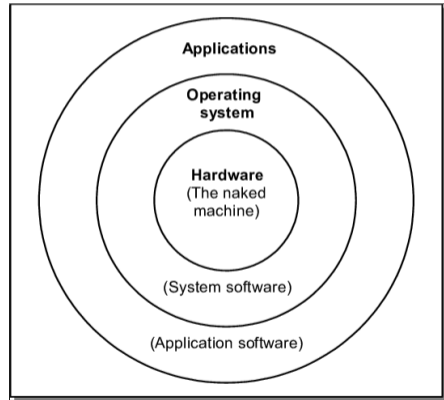 Applications
Operating
system
Hardware
(The naked
machine)
(System software)
(Application software)